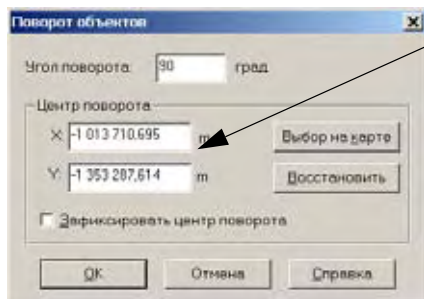 Поворот объектов
Угол поворота: 90 град.
Центр поворота
X: -1 013 710,695 m Выбор на карте
Y: -1 353 287,614 m Восстановить
Зафиксировать центр поворота
OK Отмена Справка